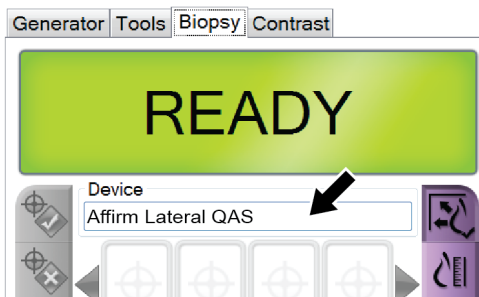 Generator Tools Biopsy Contrast
READY
Device
Affirm Lateral QAS